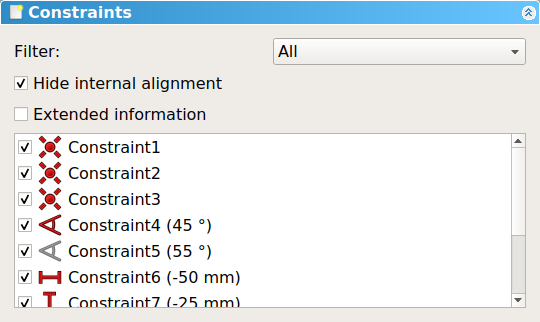 Constraints
Filter:
All
Hide internal alignment
Extended information
Constraint1
Constraint2
Constraint3
Constraint4 (45 °)
Constraint5 (55 °)
Constraint6 (-50 mm)
Constraint7 (-25 mm)